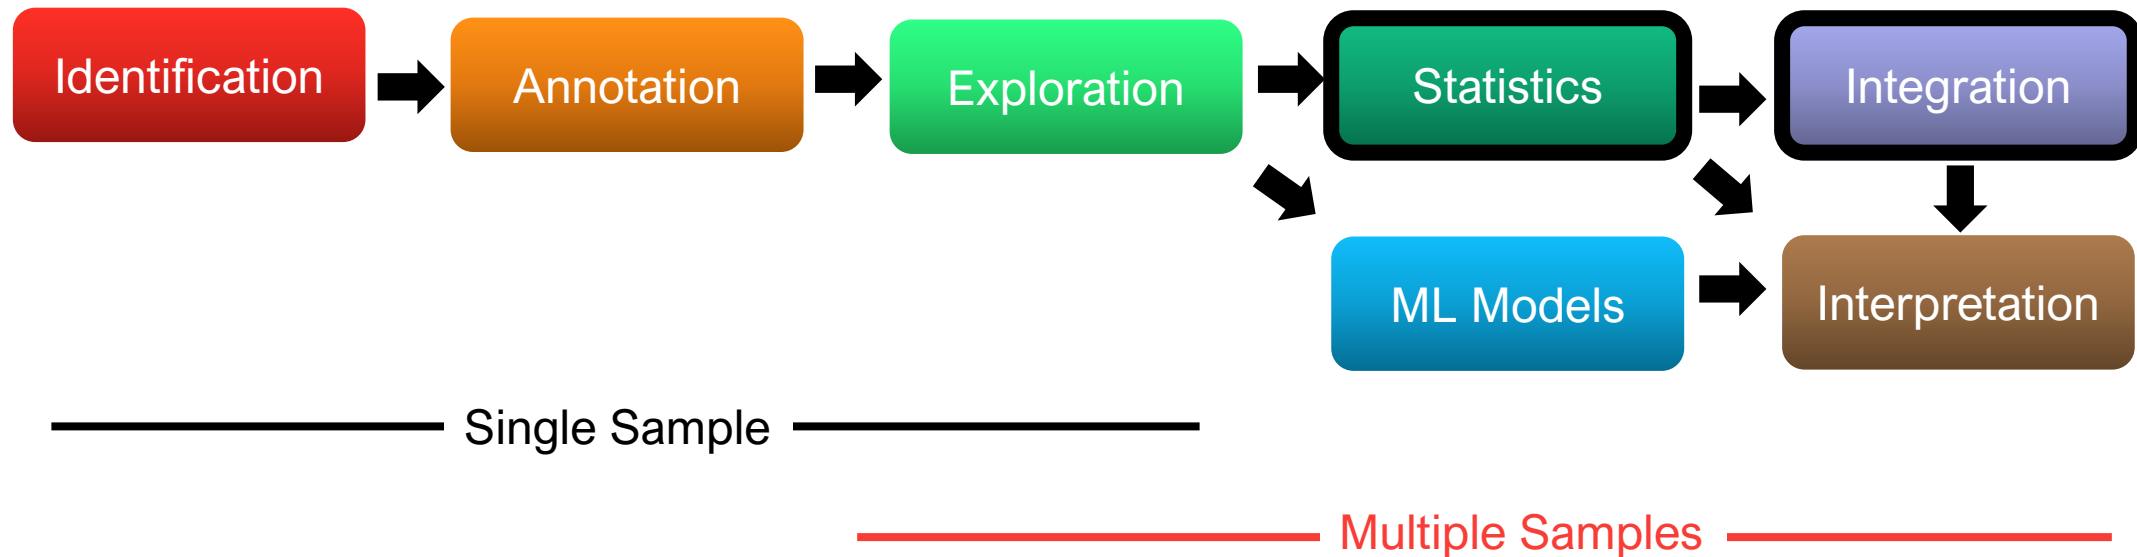 Identification
Annotation
Exploration
Statistics
Integration
ML Models
Interpretation
Single Sample
Multiple Samples